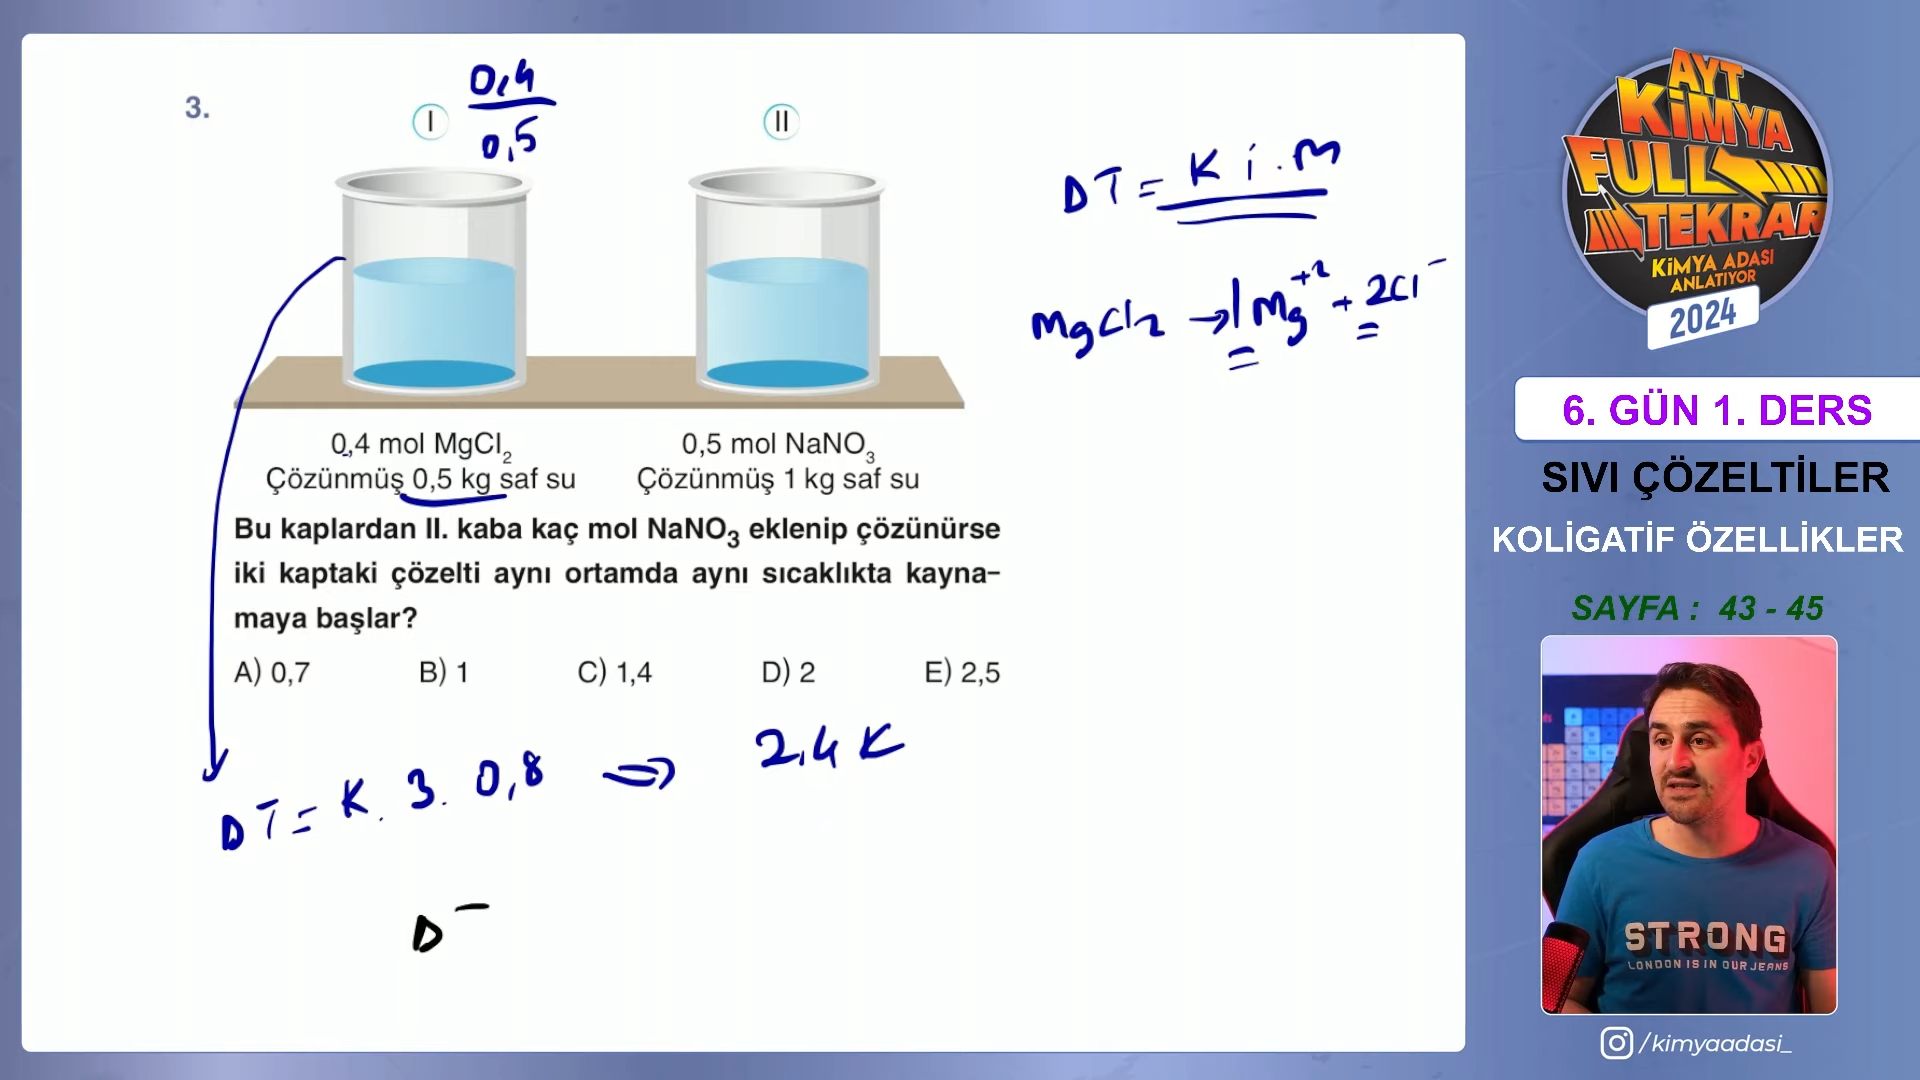 3.
I
0,4
0,5
II
0,4 mol MgCl2
Çözünmüş 0,5 kg saf su
0,5 mol NaNO3
Çözünmüş 1 kg saf su
Bu kaplardan II. kaba kaç mol NaNO3 eklenip çözünürse
iki kaptaki çözelti aynı ortamda aynı sıcaklıkta kayna-
maya başlar?
A) 0,7 B) 1 C) 1,4 D) 2 E) 2,5
DT = K. 3. 0,8 ⇒ 2.4 K
D
DT = K i . m
MgCl2 → 1Mg+2 + 2Cl-
AYT
KİMYA
FULL
TEKRAR
KİMYA ADASI
ANLATIYOR
2024
6. GÜN 1. DERS
SIVI ÇÖZELTİLER
KOLİGATİF ÖZELLİKLER
SAYFA : 43 - 45
STRONG
LONDON IS IN OUR JEANS
/kimyaadasi_